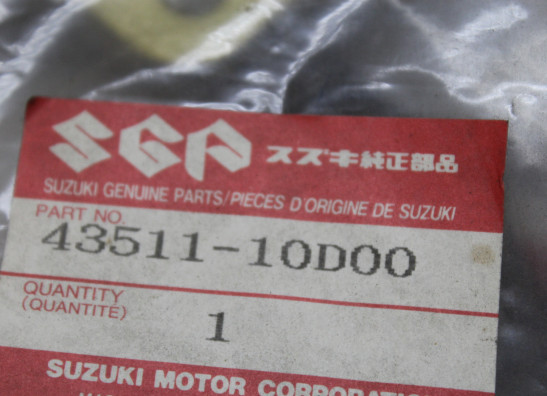 SGP スズキ純正部品
SUZUKI GENUINE PARTS/PIECES D'ORIGINE DE SUZUKI
PART NO.
43511-10D00
QUANTITY
(QUANTITÉ)
1
SUZUKI MOTOR CORPORATION